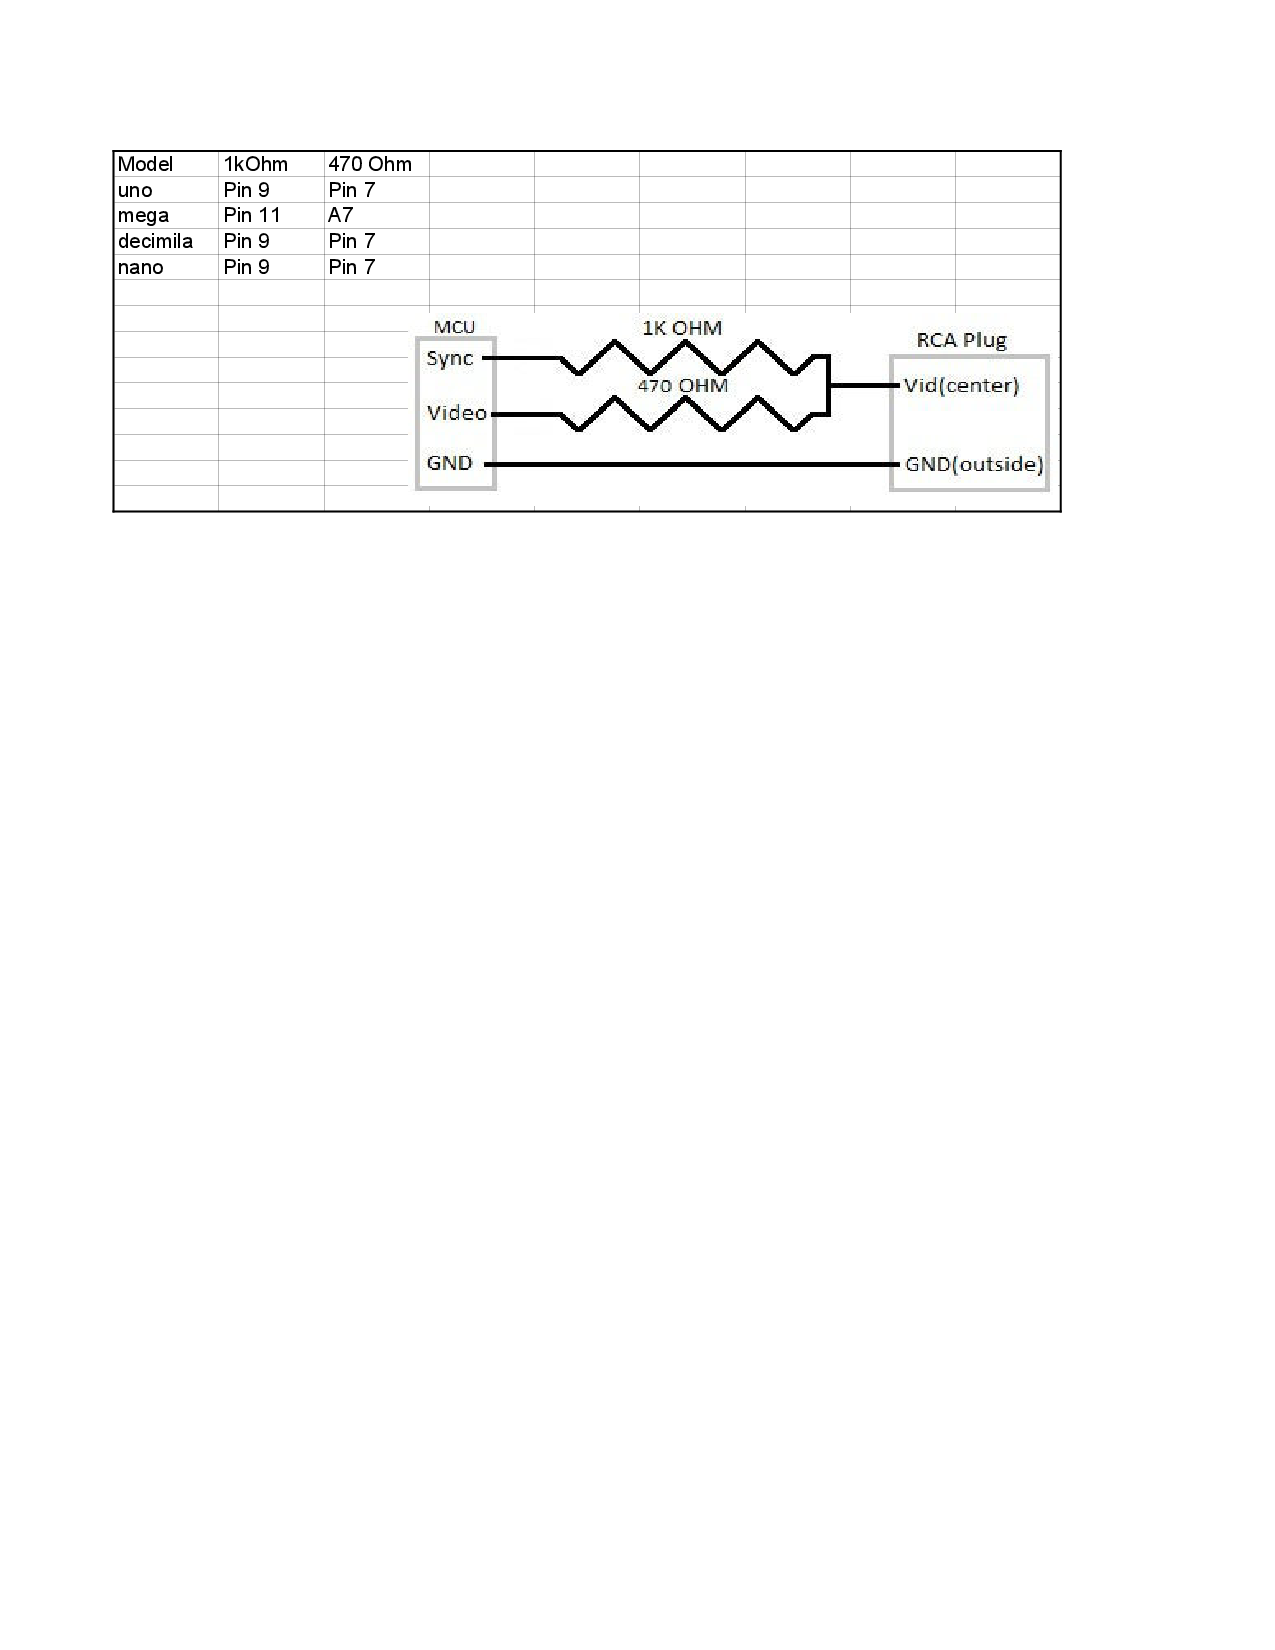 Model 1kOhm 470 Ohm
uno Pin 9 Pin 7
mega Pin 11 A7
decimila Pin 9 Pin 7
nano Pin 9 Pin 7
MCU 1K OHM RCA Plug
Sync
470 OHM Vid(center)
Video
GND GND(outside)